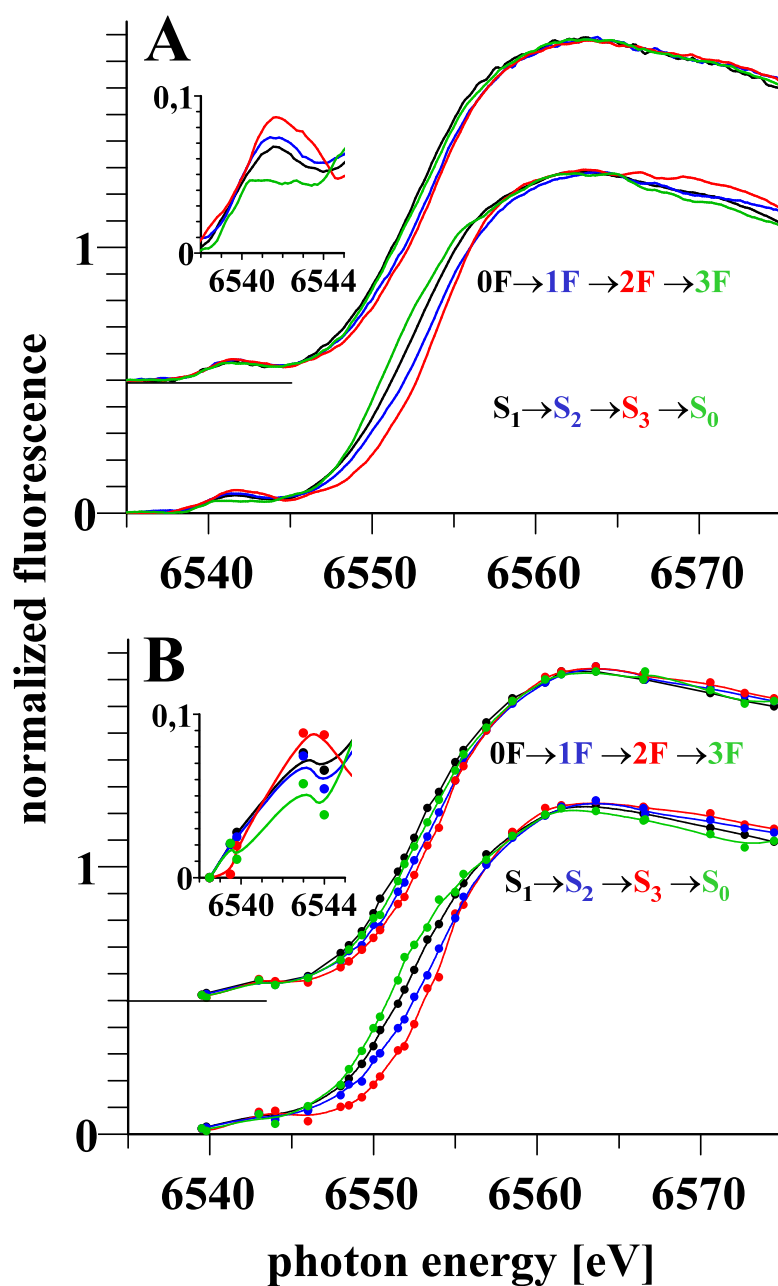 A
0,1
0
6540 6544
1
0F→1F→2F→3F
S1→S2→S3→S0
0
6540 6550 6560 6570
normalized fluorescence
B
0,1
0
6540 6544
0F→1F→2F→3F
1
S1→S2→S3→S0
0
6540 6550 6560 6570
photon energy [eV]